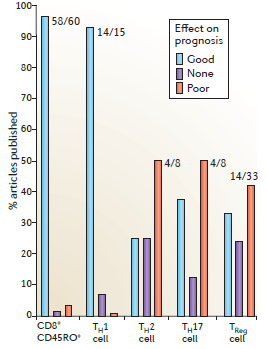 100
90
80
70
60
50
40
30
20
10
0
% articles published
58/60
14/15
4/8
4/8
14/33
Effect on
prognosis
Good
None
Poor
CD8⁺
CD45RO⁺
TH1
cell
TH2
cell
TH17
cell
TReg
cell